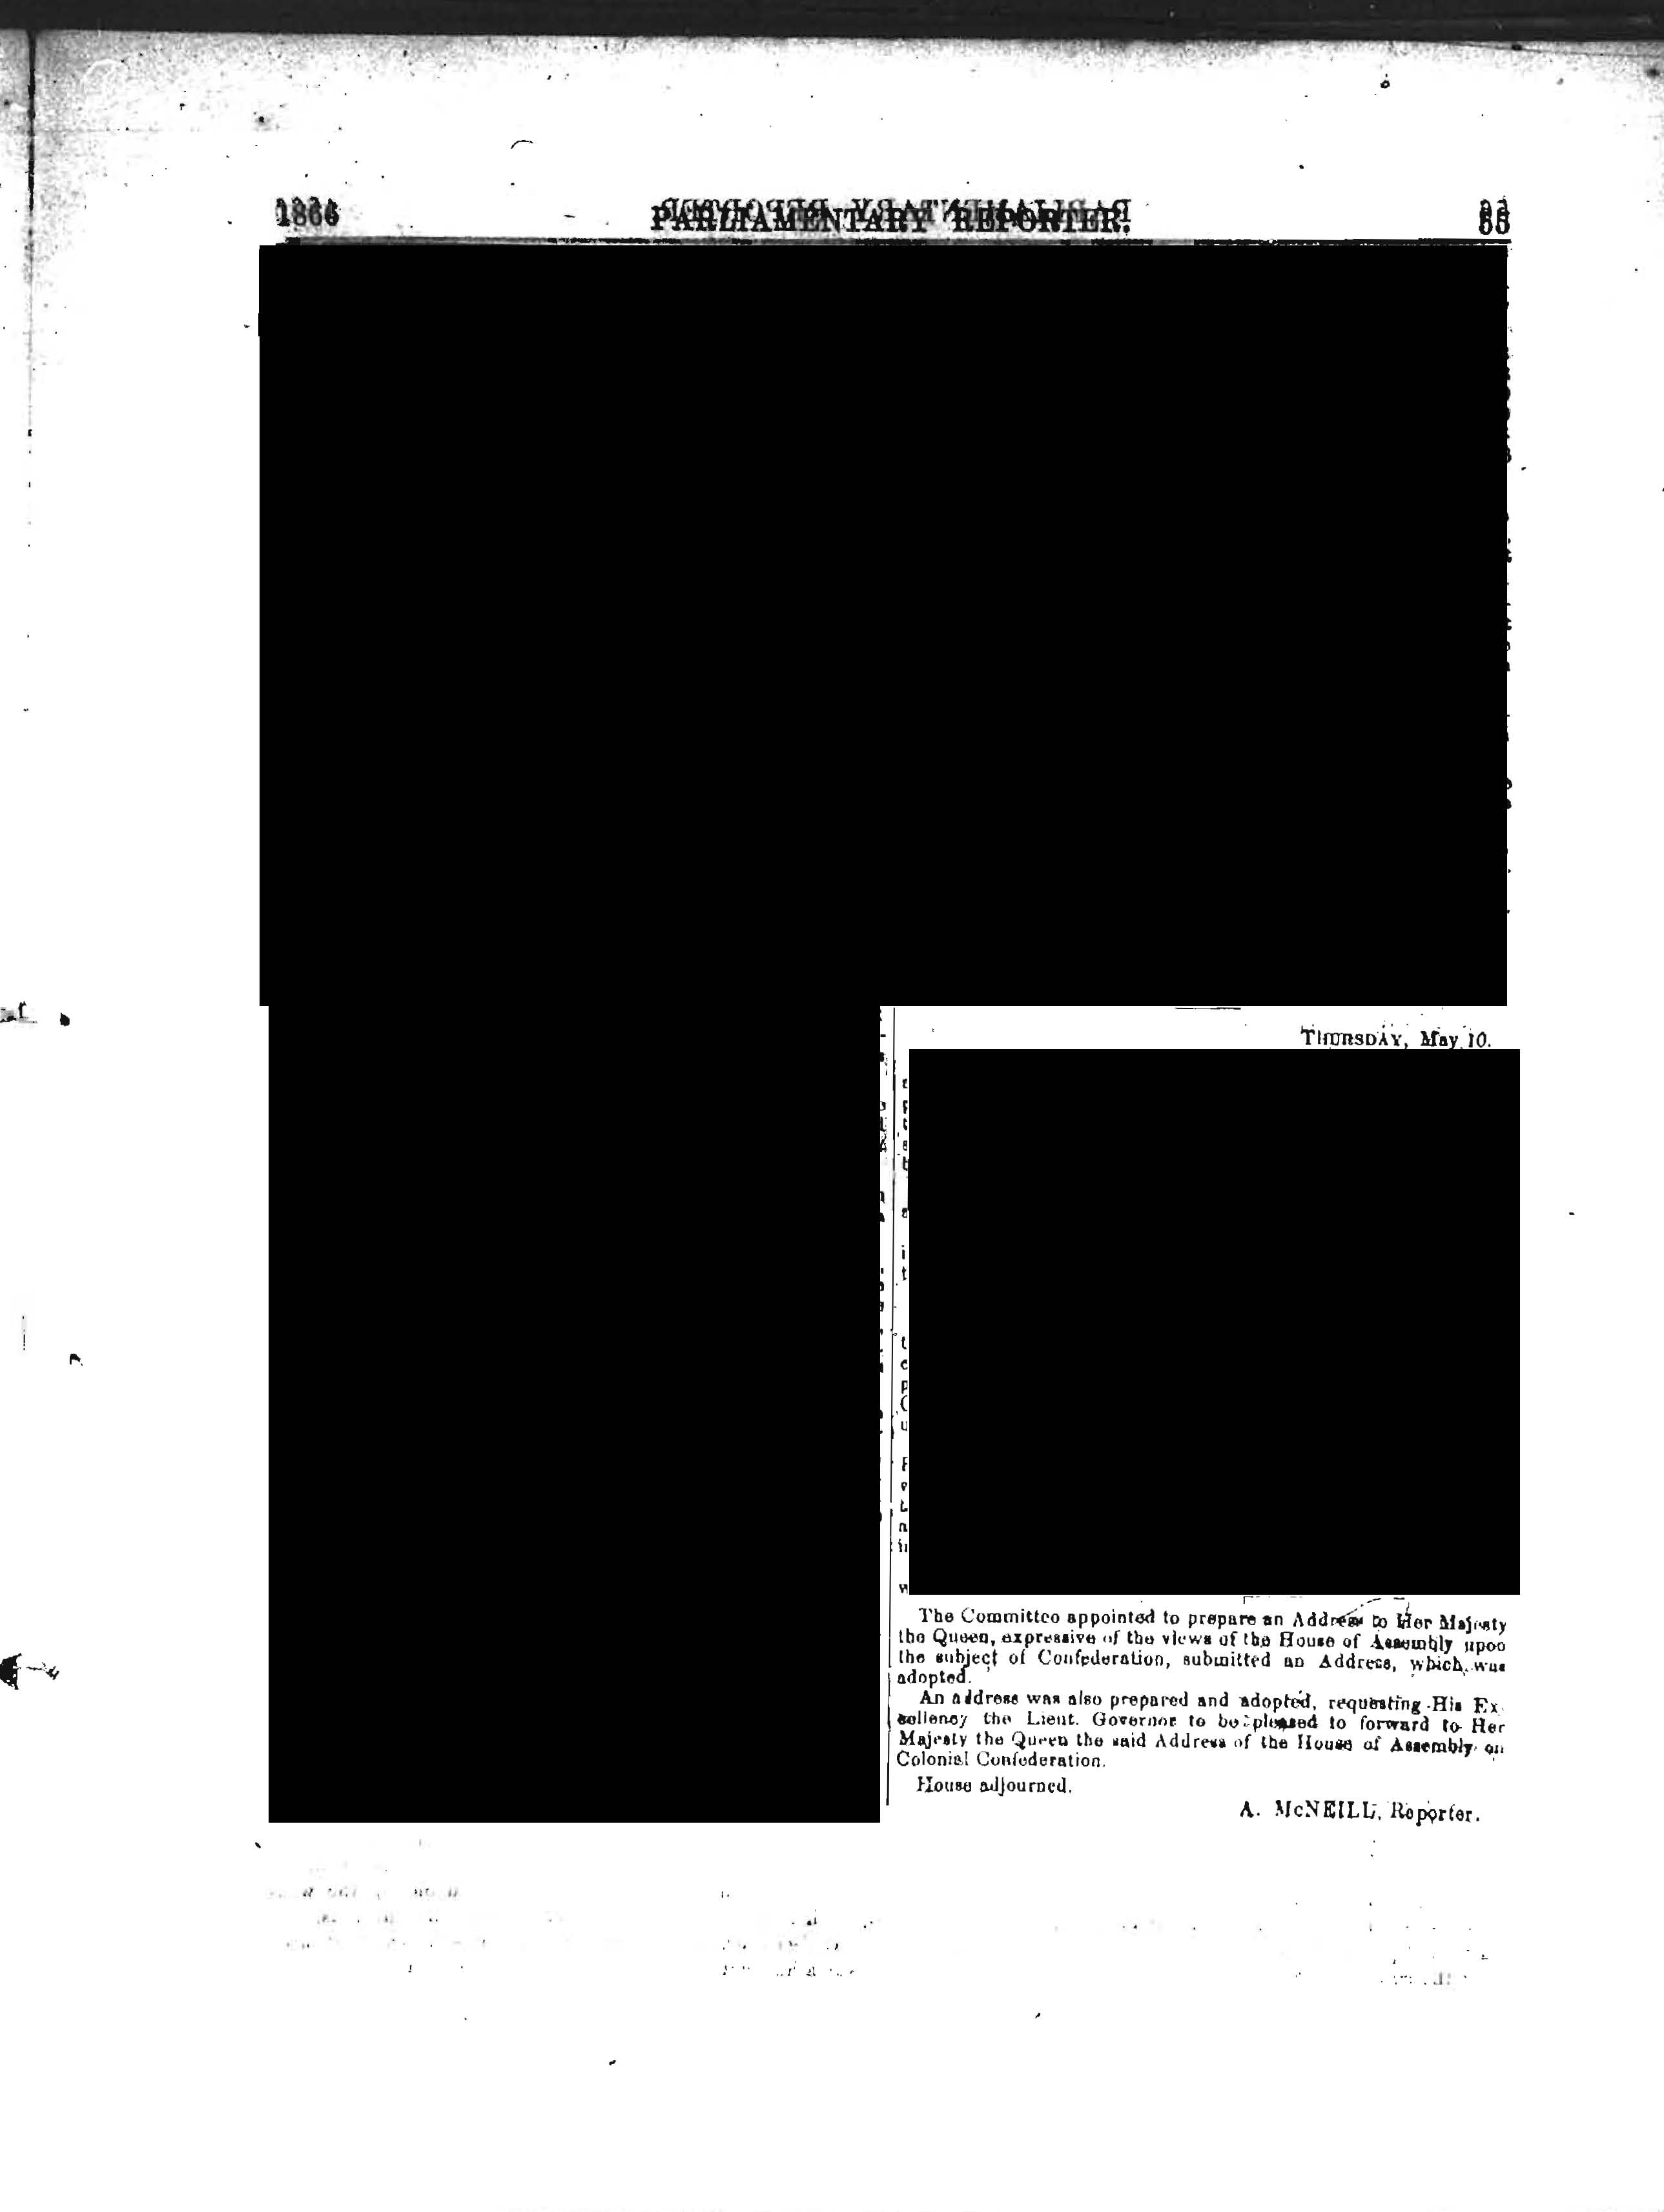 PARLIAMENTARY REPORTER.
THURSDAY, May 10.
The Committee appointed to prepare an Address to Her Majesty
the Queen, expressive of the views of the House of Assembly upon
the subject of Confederation, submitted an Address, which was
adopted.
An address was also prepared and adopted, requesting His Ex-
cellency the Lieut. Governor to be pleased to forward to Her
Majesty the Queen the said Address of the House of Assembly on
Colonial Confederation.
House adjourned.
A. McNEILL, Reporter.